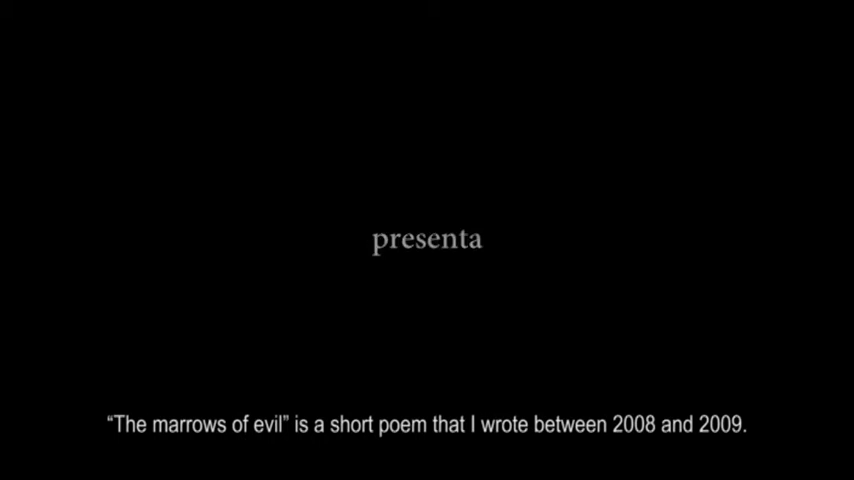 presenta
“The marrows of evil” is a short poem that I wrote between 2008 and 2009.